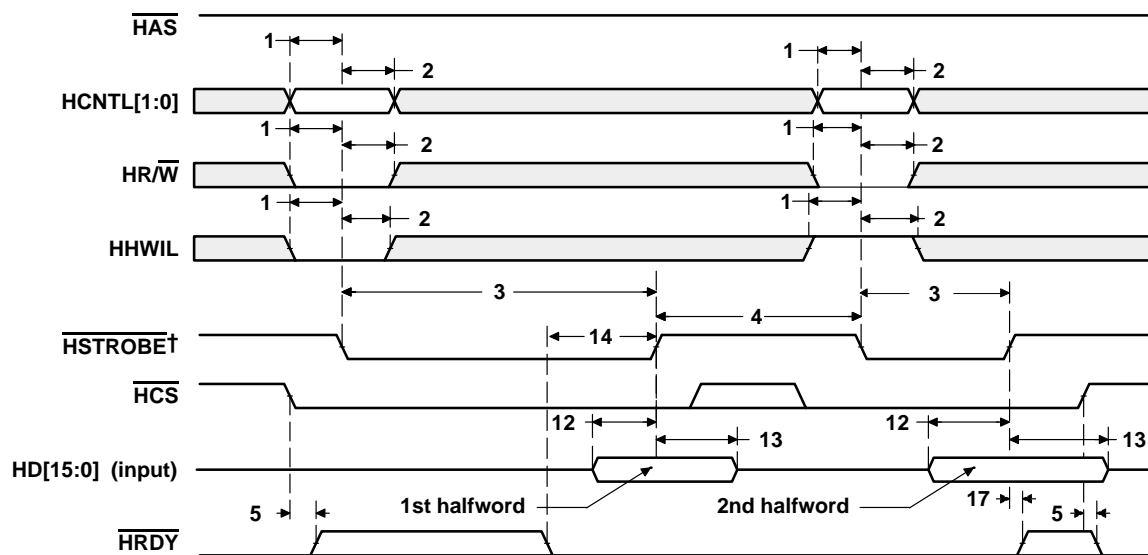 HAS
1
1
2
2
HCNTL[1:0]
1
1
2
2
HR/W
1
1
2
2
HHWIL
3
3
4
14
HSTROBE†
HCS
12
12
13
13
HD[15:0] (input)
1st halfword
2nd halfword
17
5
5
HRDY